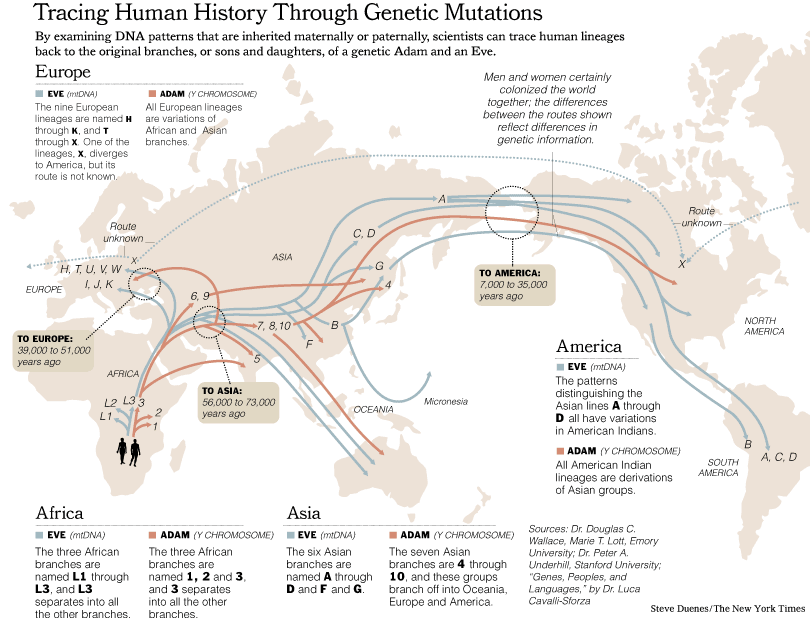 Tracing Human History Through Genetic Mutations
By examining DNA patterns that are inherited maternally or paternally, scientists can trace human lineages
back to the original branches, or sons and daughters, of a genetic Adam and an Eve.
Europe
EVE (mtDNA)
The nine European
lineages are named H
through K, and T
through X. One of the
lineages, X, diverges
to America, but its
route is not known.
ADAM (Y CHROMOSOME)
All European lineages
are variations of
African and Asian
branches.
Men and women certainly
colonized the world
together; the differences
between the routes shown
reflect differences in
genetic information.
Route
unknown
X
H, T, U, V, W
I, J, K
EUROPE
ASIA
A
C, D
G
4
6, 9
7, 8,10
B
F
5
Route
unknown
X
TO AMERICA:
7,000 to 35,000
years ago
NORTH
AMERICA
TO EUROPE:
39,000 to 51,000
years ago
AFRICA
TO ASIA:
56,000 to 73,000
years ago
L2
L3
3
L1
2
1
OCEANIA
Micronesia
America
EVE (mtDNA)
The patterns
distinguishing the
Asian lines A through
D all have variations
in American Indians.
ADAM (Y CHROMOSOME)
All American Indian
lineages are derivations
of Asian groups.
B
A, C, D
SOUTH
AMERICA
Africa
EVE (mtDNA)
The three African
branches are
named L1 through
L3, and L3
separates into all
the other branches.
ADAM (Y CHROMOSOME)
The three African
branches are
named 1, 2 and 3,
and 3 separates
into all the other
branches.
Asia
EVE (mtDNA)
The six Asian
branches are
named A through
D and F and G.
ADAM (Y CHROMOSOME)
The seven Asian
branches are 4 through
10, and these groups
branch off into Oceania,
Europe and America.
Sources: Dr. Douglas C.
Wallace, Marie T. Lott, Emory
University; Dr. Peter A.
Underhill, Stanford University;
"Genes, Peoples, and
Languages," by Dr. Luca
Cavalli-Sforza
Steve Duenes/The New York Times